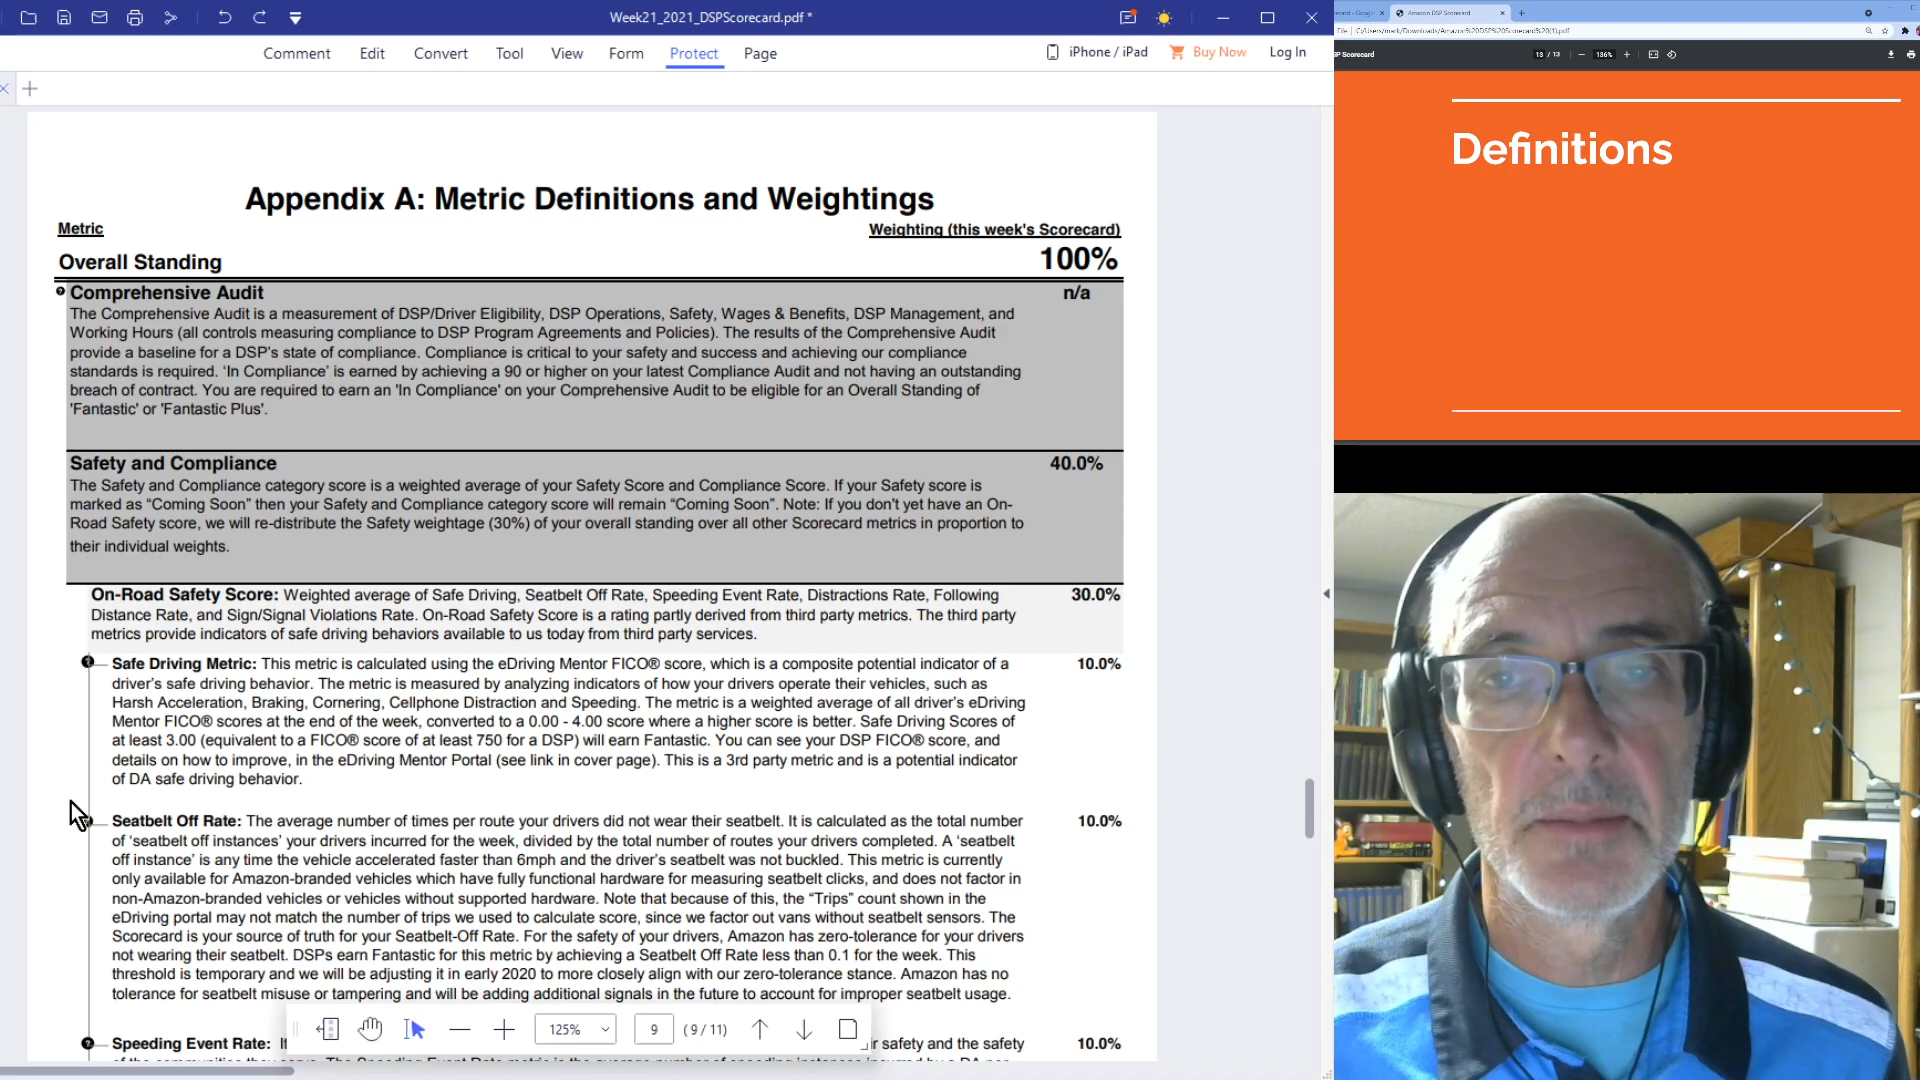 Week21_2021_DSPScorecard.pdf *
Comment Edit Convert Tool View Form Protect Page
iPhone / iPad Buy Now Log In
Appendix A: Metric Definitions and Weightings
Metric Weighting (this week's Scorecard)
Overall Standing 100%
Comprehensive Audit n/a
The Comprehensive Audit is a measurement of DSP/Driver Eligibility, DSP Operations, Safety, Wages & Benefits, DSP Management, and
Working Hours (all controls measuring compliance to DSP Program Agreements and Policies). The results of the Comprehensive Audit
provide a baseline for a DSP's state of compliance. Compliance is critical to your safety and success and achieving our compliance
standards is required. ‘In Compliance’ is earned by achieving a 90 or higher on your latest Compliance Audit and not having an outstanding
breach of contract. You are required to earn an 'In Compliance' on your Comprehensive Audit to be eligible for an Overall Standing of
'Fantastic' or 'Fantastic Plus'.
Safety and Compliance 40.0%
The Safety and Compliance category score is a weighted average of your Safety Score and Compliance Score. If your Safety score is
marked as “Coming Soon” then your Safety and Compliance category score will remain “Coming Soon”. Note: If you don't yet have an On-
Road Safety score, we will re-distribute the Safety weightage (30%) of your overall standing over all other Scorecard metrics in proportion to
their individual weights.
On-Road Safety Score: Weighted average of Safe Driving, Seatbelt Off Rate, Speeding Event Rate, Distractions Rate, Following 30.0%
Distance Rate, and Sign/Signal Violations Rate. On-Road Safety Score is a rating partly derived from third party metrics. The third party
metrics provide indicators of safe driving behaviors available to us today from third party services.
Safe Driving Metric: This metric is calculated using the eDriving Mentor FICO® score, which is a composite potential indicator of a 10.0%
driver’s safe driving behavior. The metric is measured by analyzing indicators of how your drivers operate their vehicles, such as
Harsh Acceleration, Braking, Cornering, Cellphone Distraction and Speeding. The metric is a weighted average of all driver’s eDriving
Mentor FICO® scores at the end of the week, converted to a 0.00 - 4.00 score where a higher score is better. Safe Driving Scores of
at least 3.00 (equivalent to a FICO® score of at least 750 for a DSP) will earn Fantastic. You can see your DSP FICO® score, and
details on how to improve, in the eDriving Mentor Portal (see link in cover page). This is a 3rd party metric and is a potential indicator
of DA safe driving behavior.
Seatbelt Off Rate: The average number of times per route your drivers did not wear their seatbelt. It is calculated as the total number 10.0%
of ‘seatbelt off instances’ your drivers incurred for the week, divided by the total number of routes your drivers completed. A ‘seatbelt
off instance’ is any time the vehicle accelerated faster than 6mph and the driver’s seatbelt was not buckled. This metric is currently
only available for Amazon-branded vehicles which have fully functional hardware for measuring seatbelt clicks, and does not factor in
non-Amazon-branded vehicles or vehicles without supported hardware. Note that because of this, the “Trips” count shown in the
eDriving portal may not match the number of trips we used to calculate score, since we factor out vans without seatbelt sensors. The
Scorecard is your source of truth for your Seatbelt-Off Rate. For the safety of your drivers, Amazon has zero-tolerance for your drivers
not wearing their seatbelt. DSPs earn Fantastic for this metric by achieving a Seatbelt Off Rate less than 0.1 for the week. This
threshold is temporary and we will be adjusting it in early 2020 to more closely align with our zero-tolerance stance. Amazon has no
tolerance for seatbelt misuse or tampering and will be adding additional signals in the future to account for improper seatbelt usage.
Speeding Event Rate: safety and the safety 10.0%
125% 9 (9 / 11)
Amazon DSP Scorecard
File C:/Users/mark/Downloads/Amazon%20DSP%20Scorecard%20(1).pdf
SP Scorecard 13 / 13 136%
Definitions